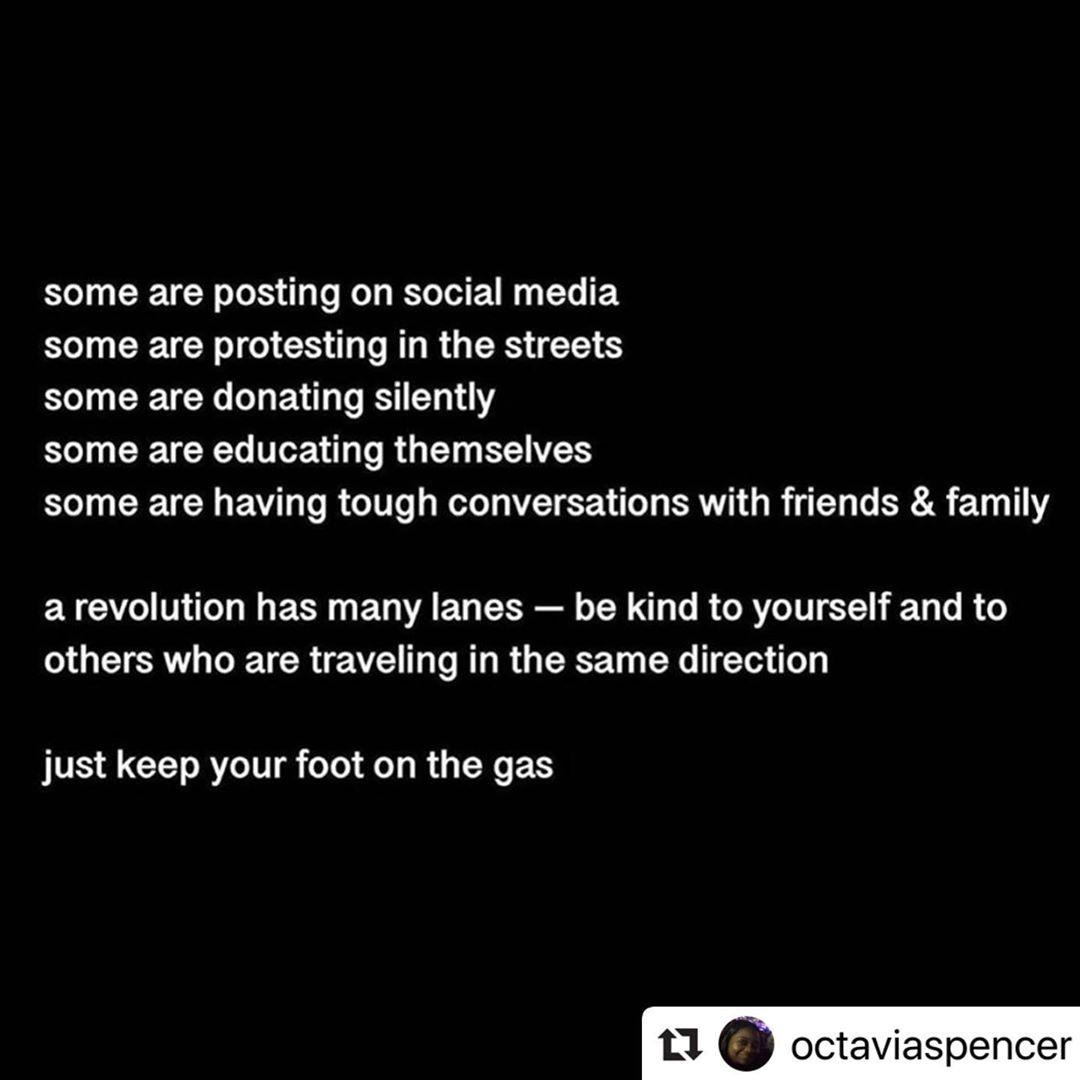 some are posting on social media
some are protesting in the streets
some are donating silently
some are educating themselves
some are having tough conversations with friends & family
a revolution has many lanes — be kind to yourself and to
others who are traveling in the same direction
just keep your foot on the gas
octaviaspencer